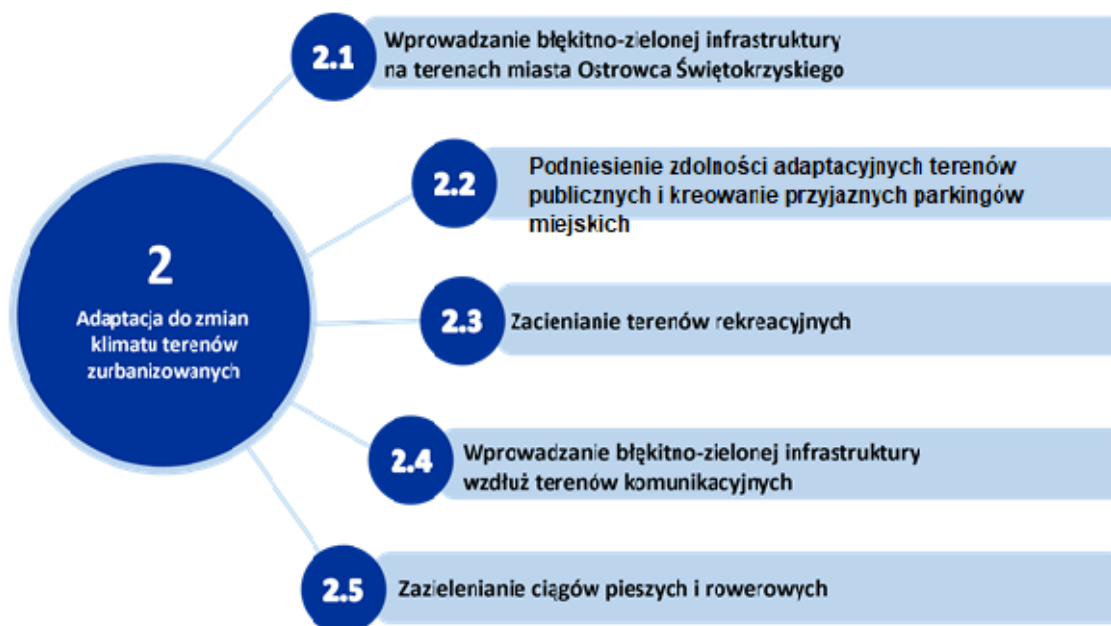 2.1
Wprowadzanie błękitno-zielonej infrastruktury
na terenach miasta Ostrowca Świętokrzyskiego
2.2
Podniesienie zdolności adaptacyjnych terenów
publicznych i kreowanie przyjaznych parkingów
miejskich
2
Adaptacja do zmian
klimatu terenów
zurbanizowanych
2.3
Zacienianie terenów rekreacyjnych
2.4
Wprowadzanie błękitno-zielonej infrastruktury
wzdłuż terenów komunikacyjnych
2.5
Zazielenianie ciągów pieszych i rowerowych